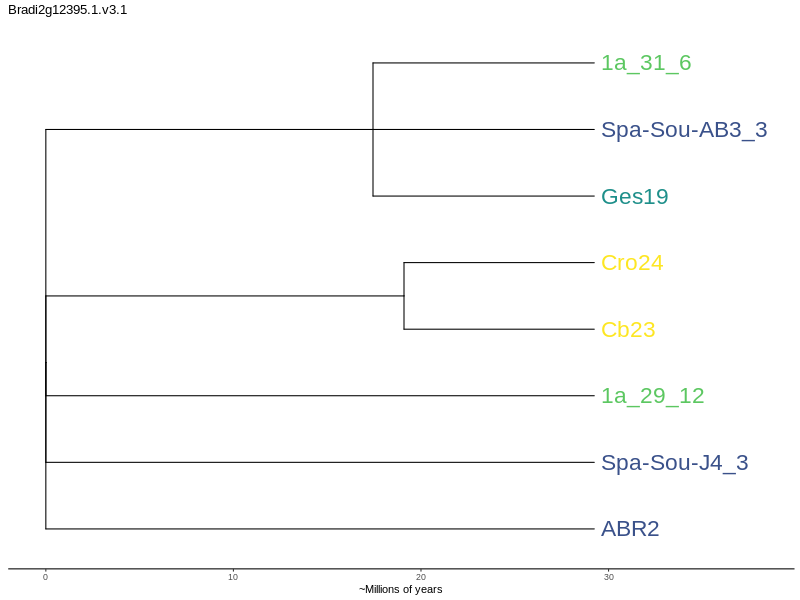 Bradi2g12395.1.v3.1
1a_31_6
Spa-Sou-AB3_3
Ges19
Cro24
Cb23
1a_29_12
Spa-Sou-J4_3
ABR2
0 10 20 30
~Millions of years